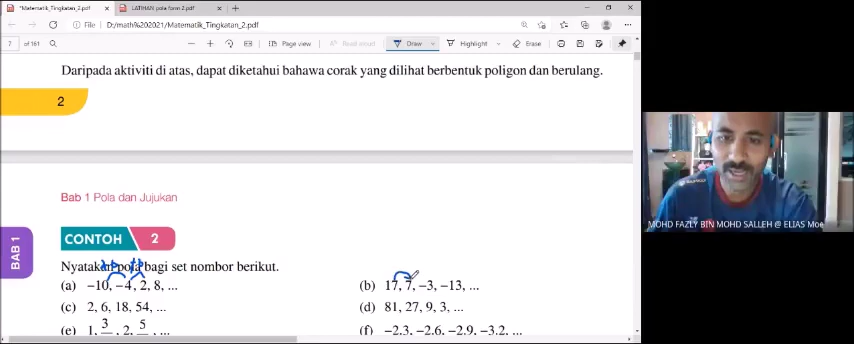 *Matematik_Tingkatan_2.pdf
LATIHAN pola form 2.pdf
File D:/math%202021/Matematik_Tingkatan_2.pdf
7 of 161
Page view
Read aloud
Draw
Highlight
Erase
Daripada aktiviti di atas, dapat diketahui bahawa corak yang dilihat berbentuk poligon dan berulang.
2
Bab 1 Pola dan Jujukan
BAB 1
CONTOH 2
Nyatakan pola bagi set nombor berikut.
(a) −10, −4, 2, 8, ...
(b) 17, 7, −3, −13, ...
(c) 2, 6, 18, 54, ...
(d) 81, 27, 9, 3, ...
(e) 1, 3, 2, 5, ...
(f) −2.3, −2.6, −2.9, −3.2, ...
MOHD FAZLY BIN MOHD SALLEH @ ELIAS Moe